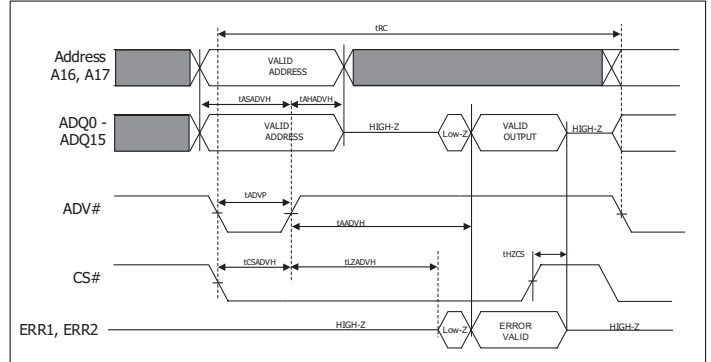 tRC
Address
A16, A17
VALID
ADDRESS
tASADVH
tAHADVH
ADQ0 -
ADQ15
VALID
ADDRESS
HIGH-Z
Low-Z
VALID
OUTPUT
HIGH-Z
ADV#
tADVP
tAADVH
CS#
tCSADVH
tLZADVH
tHZCS
ERR1, ERR2
HIGH-Z
Low-Z
ERROR
VALID
HIGH-Z